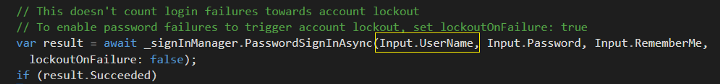 // This doesn't count login failures towards account lockout
// To enable password failures to trigger account lockout, set lockoutOnFailure: true
var result = await _signInManager.PasswordSignInAsync(Input.UserName, Input.Password, Input.RememberMe,
lockoutOnFailure: false);
if (result.Succeeded)